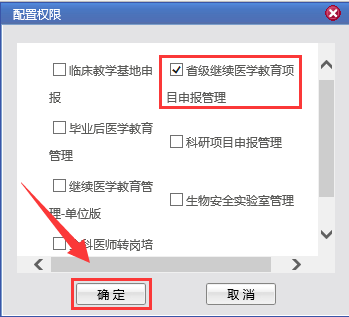 配置权限
临床教学基地申
报
省级继续医学教育项
目申报管理
毕业后医学教育
管理
科研项目申报管理
继续医学教育管
理-单位版
生物安全实验室管理
科医师转岗培
确 定
取 消